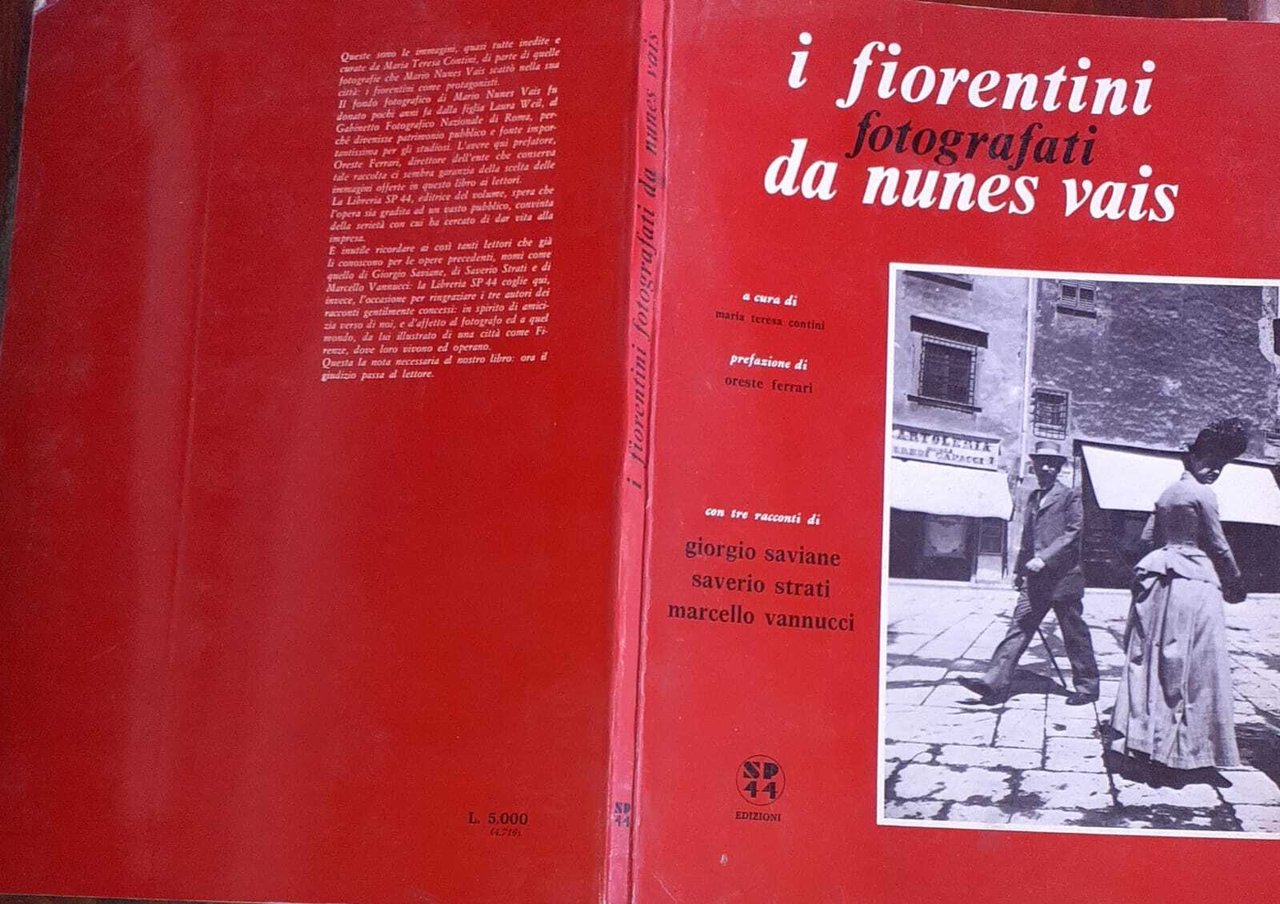 Queste sono le immagini, quasi tutte inedite e
curate da Maria Teresa Contini, di parte di quelle
fotografie che Mario Nunes Vais scattò nella sua
città: i fiorentini come protagonisti.
Il fondo fotografico di Mario Nunes Vais fu
donato pochi anni fa dalla figlia Laura Weil, al
Gabinetto Fotografico Nazionale di Roma, per-
ché divenisse patrimonio pubblico e fonte impor-
tantissima per gli studiosi. L'avere qui prefatore,
Oreste Ferrari, direttore dell'ente che conserva
tale raccolta ci sembra garanzia della scelta delle
immagini offerte in questo libro ai lettori.
La Libreria SP 44, editrice del volume, spera che
l'opera sia gradita ad un vasto pubblico, convinta
della serietà con cui ha cercato di dar vita alla
impresa.
È inutile ricordare ai così tanti lettori che già
li conoscono per le opere precedenti, nomi come
quello di Giorgio Saviane, di Saverio Strati e di
Marcello Vannucci: la Libreria SP 44 coglie qui,
invece, l'occasione per ringraziare i tre autori dei
racconti gentilmente concessi: in spirito di amici-
zia verso di noi, e d'affetto al fotografo ed a quel
mondo, da lui illustrato di una città come Fi-
renze, dove loro vivono ed operano.
Questa la nota necessaria al nostro libro: ora il
giudizio passa al lettore.
L. 5.000
(4.716)
i fiorentini fotografati da nunes vais
SP
44
i fiorentini
fotografati
da nunes vais
a cura di
maria teresa contini
prefazione di
oreste ferrari
con tre racconti di
giorgio saviane
saverio strati
marcello vannucci
SP
44
EDIZIONI
ARTOLERIA
CAPACCI